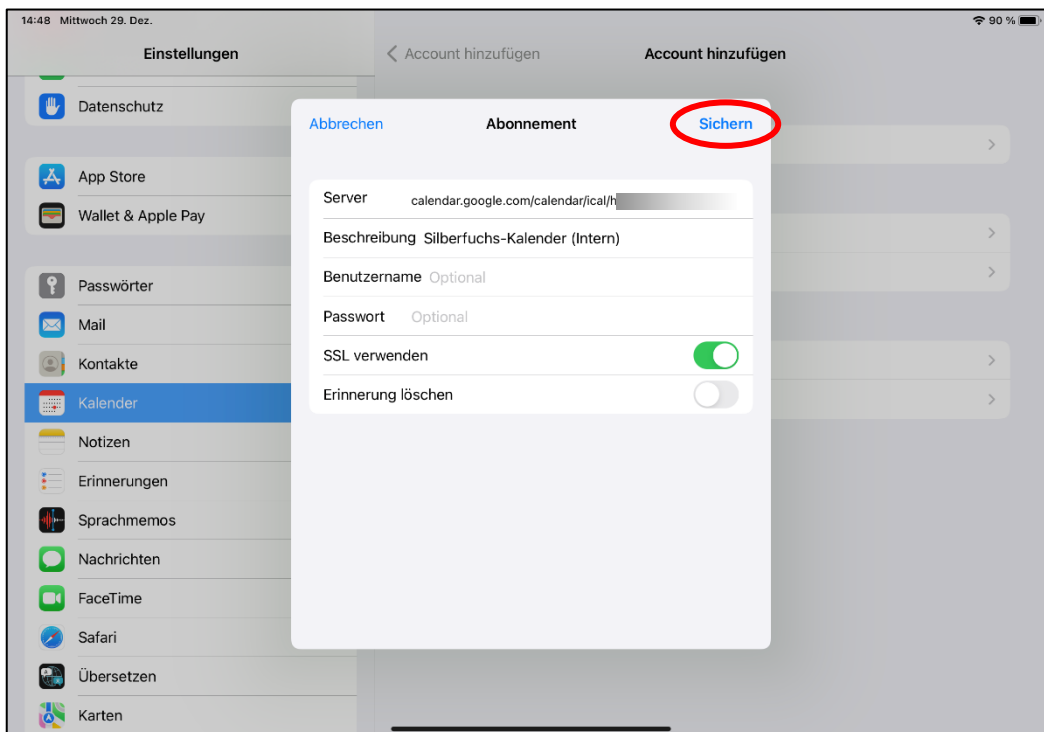 14:48 Mittwoch 29. Dez.
90 %
Einstellungen
Account hinzufügen
Account hinzufügen
Datenschutz
App Store
Wallet & Apple Pay
Passwörter
Mail
Kontakte
Kalender
Notizen
Erinnerungen
Sprachmemos
Nachrichten
FaceTime
Safari
Übersetzen
Karten
Abbrechen
Abonnement
Sichern
Server calendar.google.com/calendar/ical/h
Beschreibung Silberfuchs-Kalender (Intern)
Benutzername Optional
Passwort Optional
SSL verwenden
Erinnerung löschen